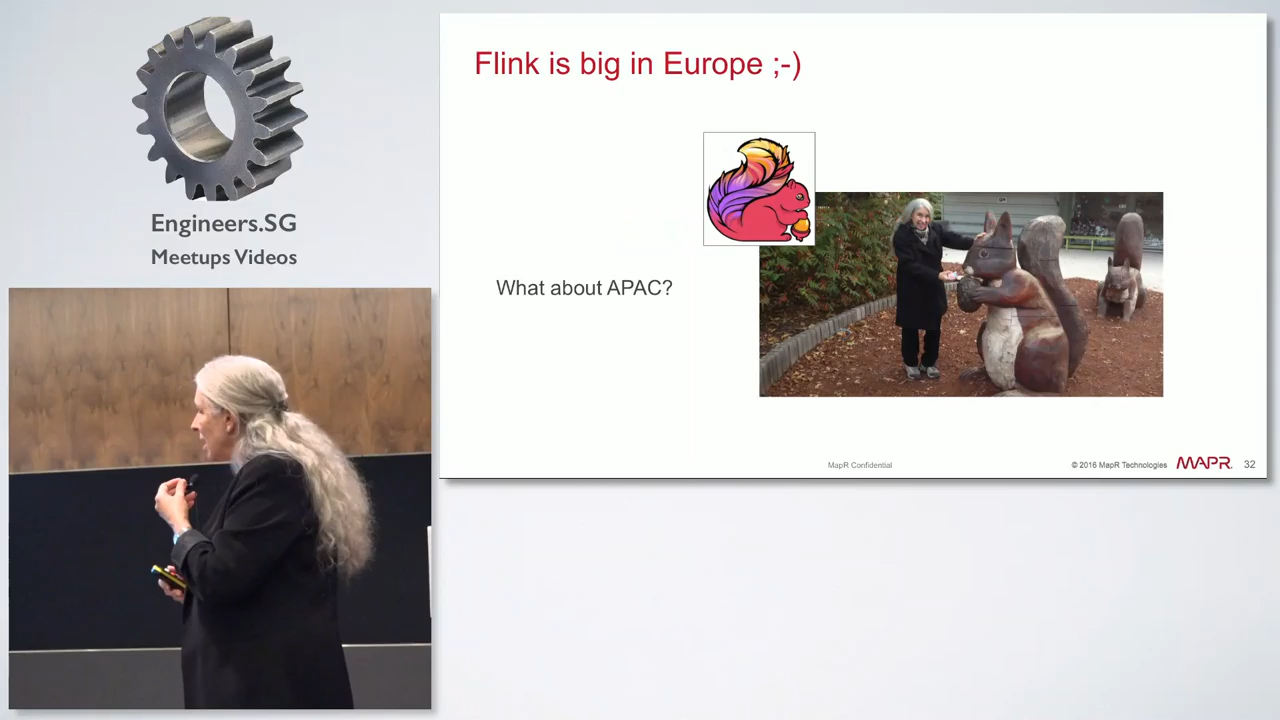 Engineers.SG
Meetups Videos
Flink is big in Europe ;-)
What about APAC?
MapR Confidential
© 2016 MapR Technologies
MAPR.
32